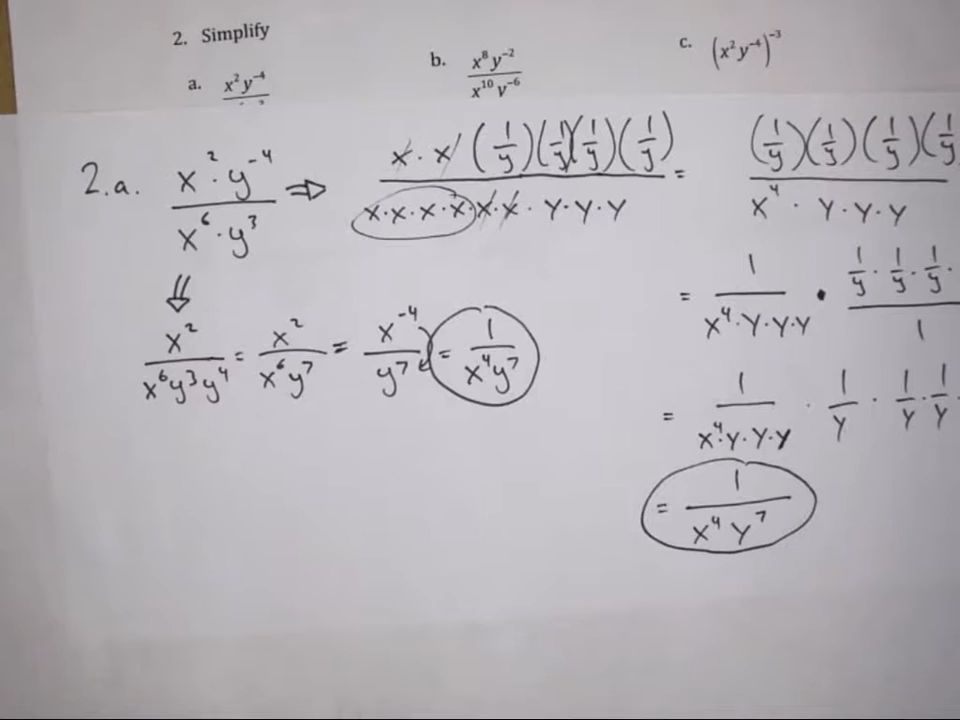 2. Simplify
a. x²y⁻⁴
b. x⁸y⁻² / x¹⁰y⁻⁶
c. (x²y⁻⁴)⁻³
2.a. x²·y⁻⁴ / x⁶·y³ ⇒ x·x(1/y)(1/y)(1/y)(1/y) / x·x·x·x·x·x·y·y·y = (1/y)(1/y)(1/y)(1/y / x⁴·y·y·y
⇓
= 1 / x⁴·y·y·y · 1/y·1/y·1/y· / 1
x² / x⁶y³y⁴ = x² / x⁶y⁷ = x⁻⁴ / y⁷ = 1 / x⁴y⁷
= 1 / x⁴·y·y·y · 1/y · 1/y·1/y
= 1 / x⁴y⁷